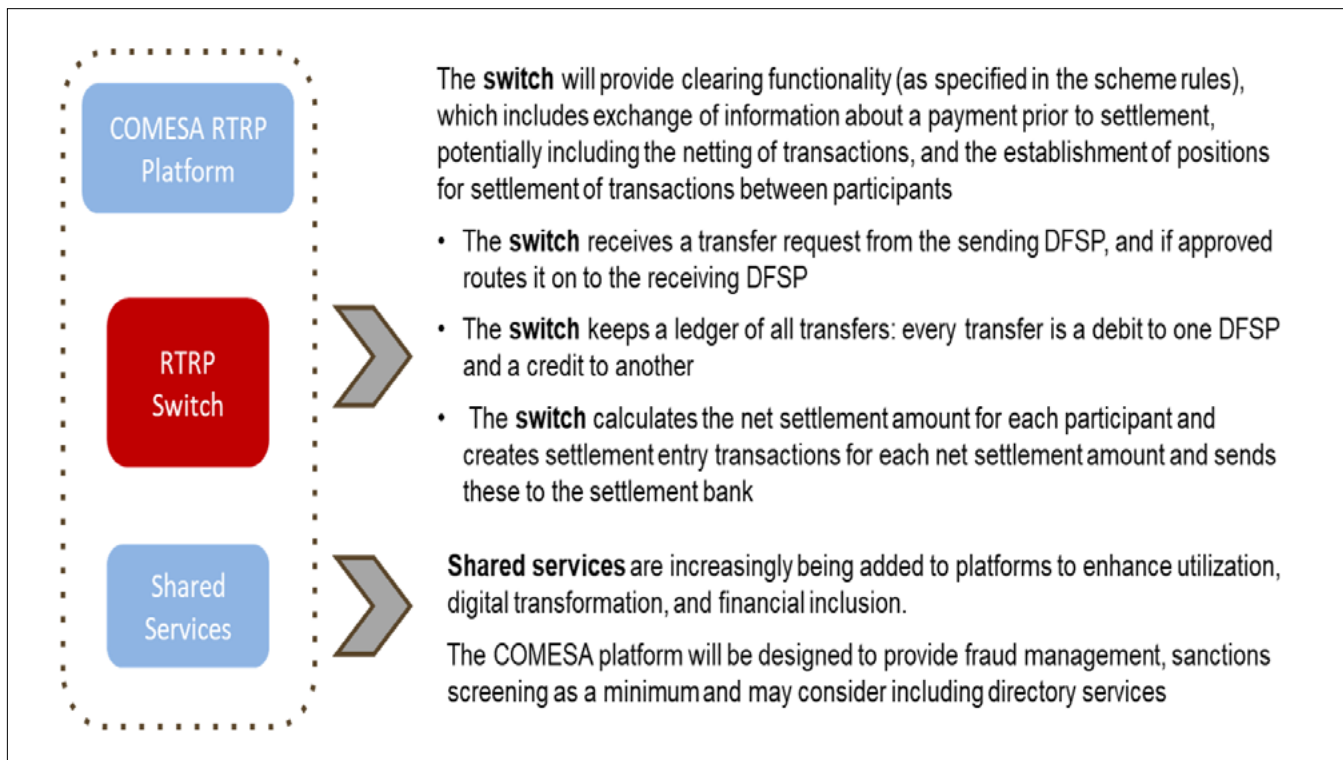 COMESA RTRP
Platform
The switch will provide clearing functionality (as specified in the scheme rules),
which includes exchange of information about a payment prior to settlement,
potentially including the netting of transactions, and the establishment of positions
for settlement of transactions between participants
• The switch receives a transfer request from the sending DFSP, and if approved
routes it on to the receiving DFSP
RTRP
Switch
• The switch keeps a ledger of all transfers: every transfer is a debit to one DFSP
and a credit to another
• The switch calculates the net settlement amount for each participant and
creates settlement entry transactions for each net settlement amount and sends
these to the settlement bank
Shared
Services
Shared services are increasingly being added to platforms to enhance utilization,
digital transformation, and financial inclusion.
The COMESA platform will be designed to provide fraud management, sanctions
screening as a minimum and may consider including directory services